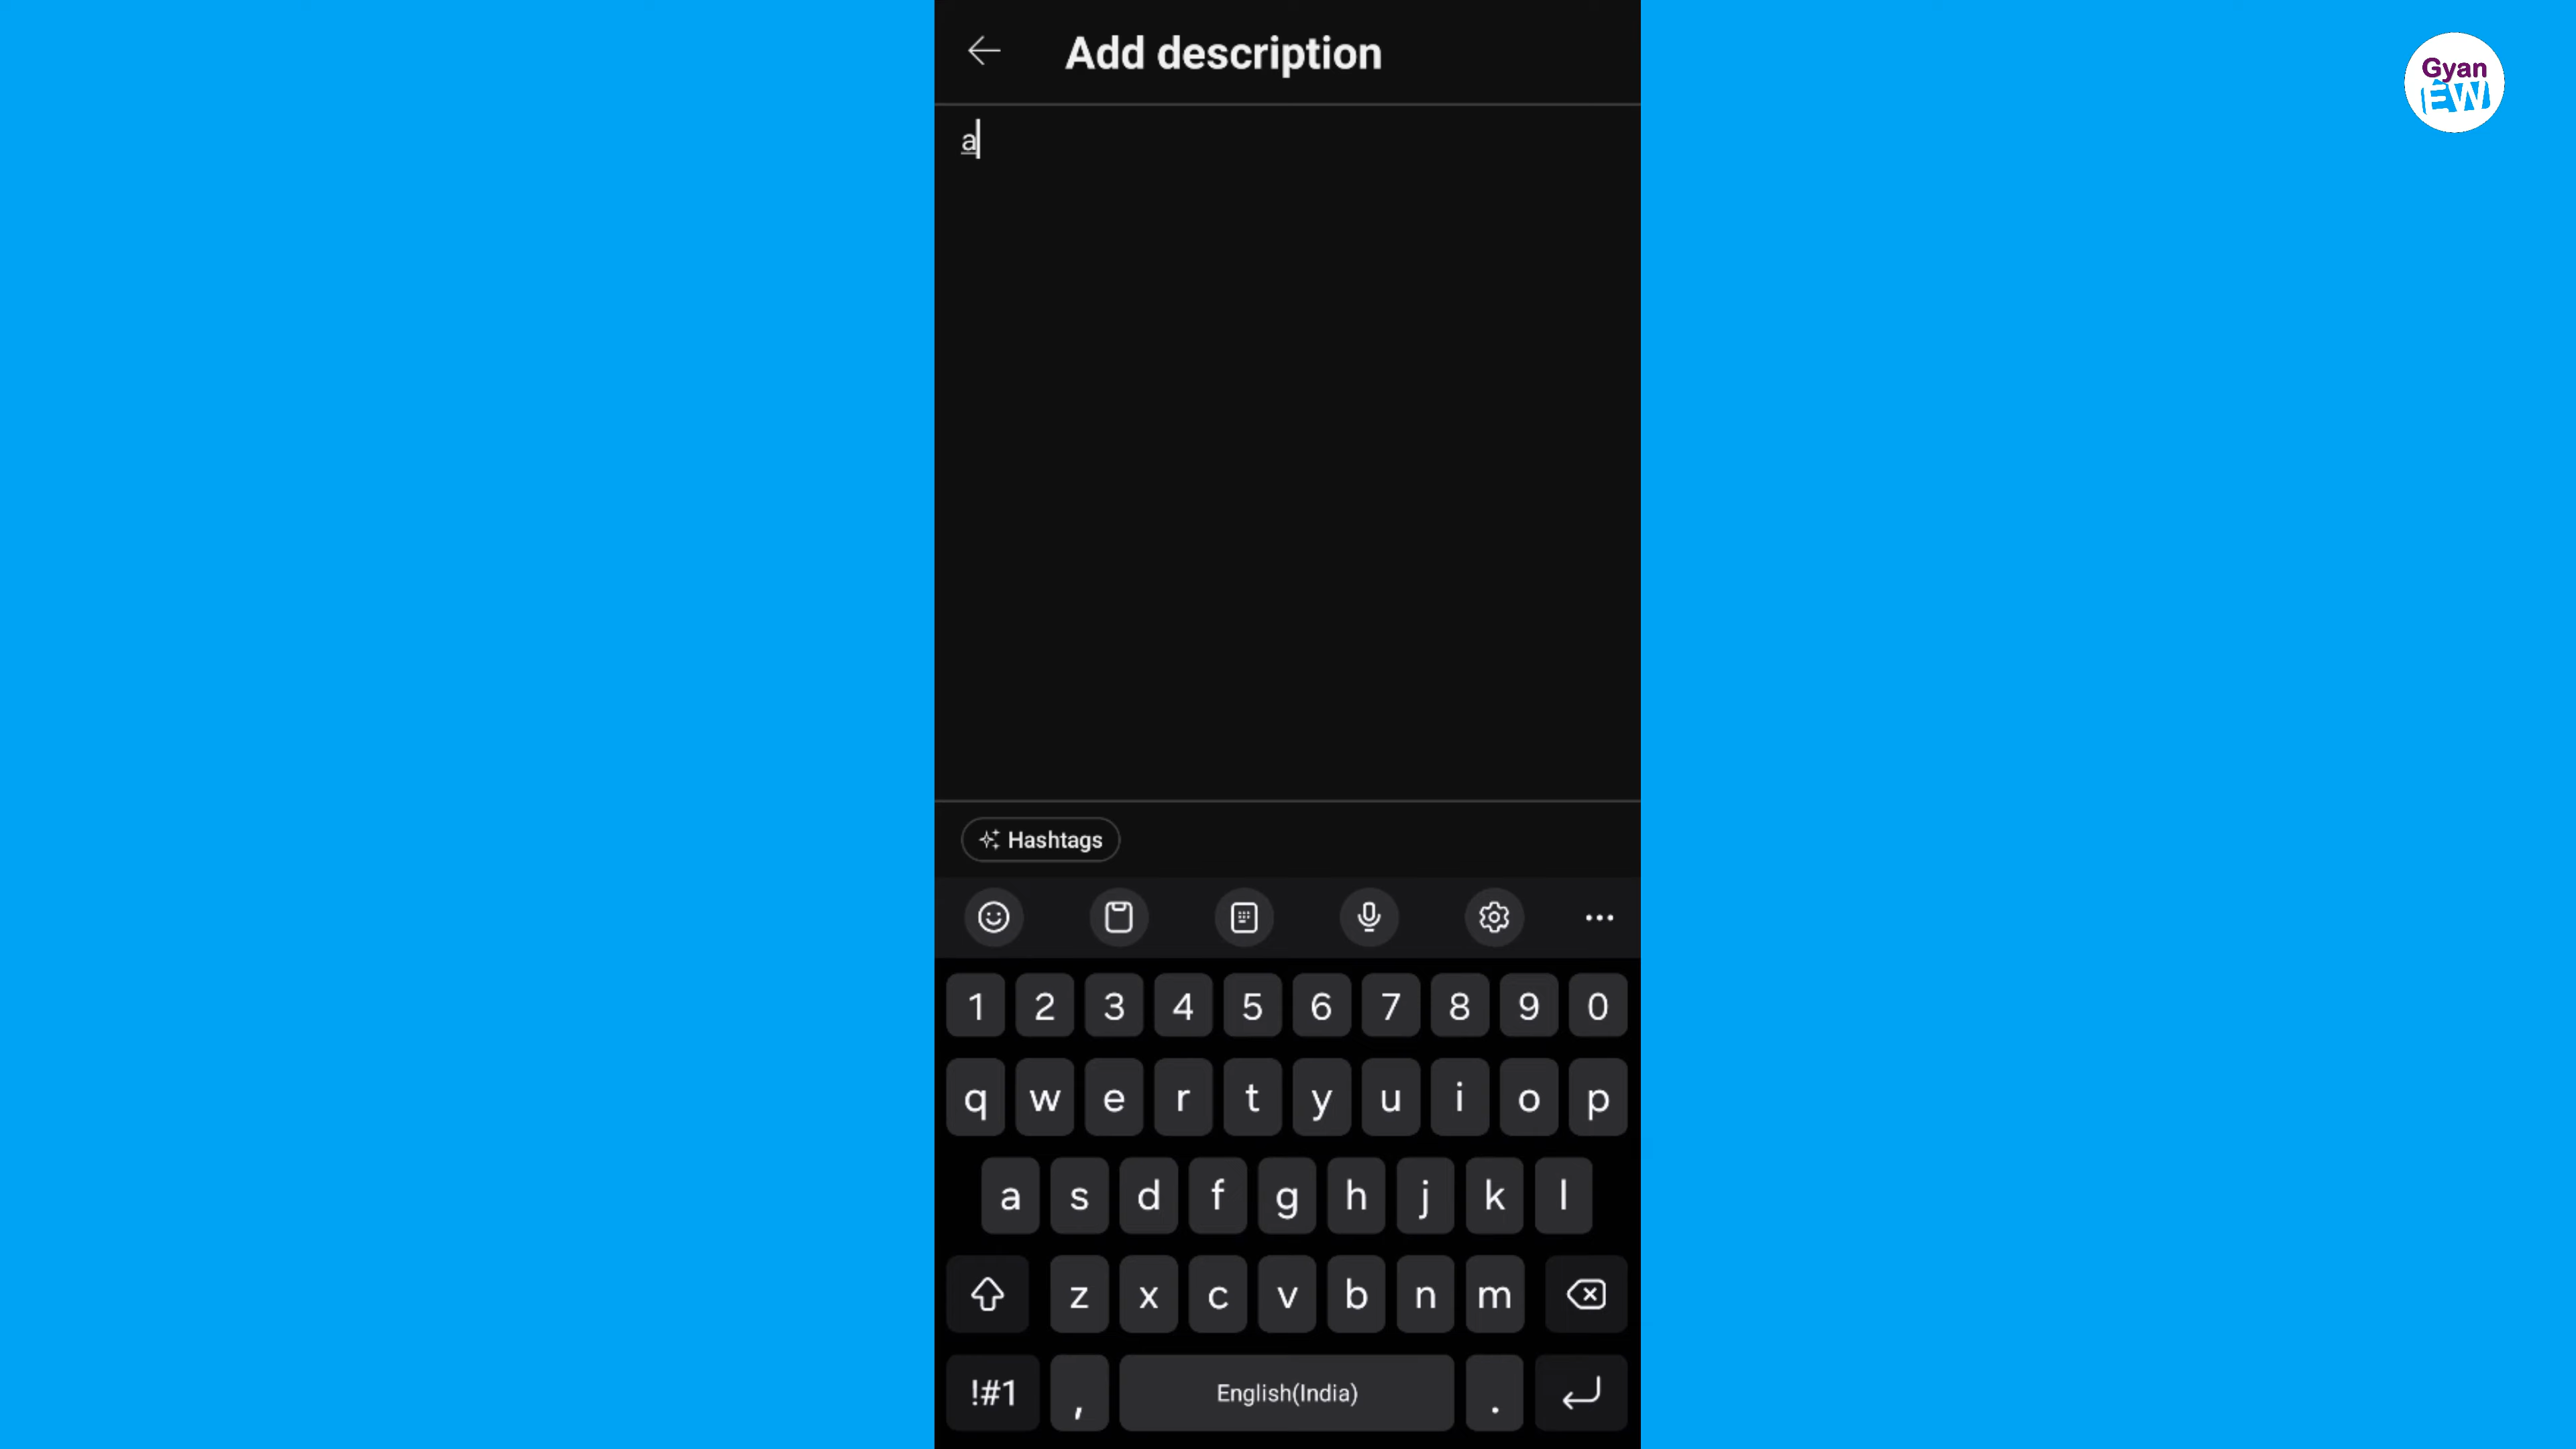 Add description
Gyan
EW
a
Hashtags
1 2 3 4 5 6 7 8 9 0
q w e r t y u i o p
a s d f g h j k l
z x c v b n m
!#1 , English(India) .